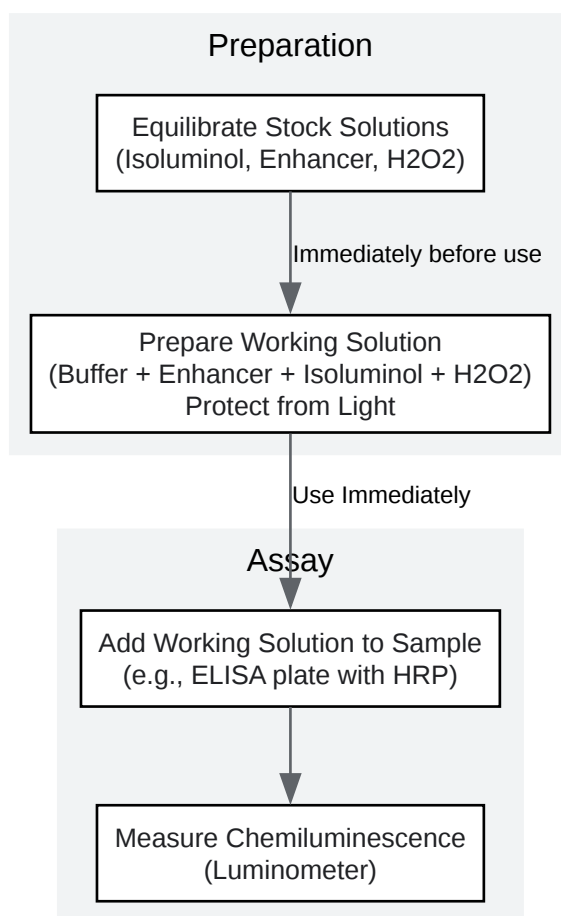 Preparation
Equilibrate Stock Solutions
(Isoluminol, Enhancer, H2O2)
Immediately before use
Prepare Working Solution
(Buffer + Enhancer + Isoluminol + H2O2)
Protect from Light
Use Immediately
Assay
Add Working Solution to Sample
(e.g., ELISA plate with HRP)
Measure Chemiluminescence
(Luminometer)